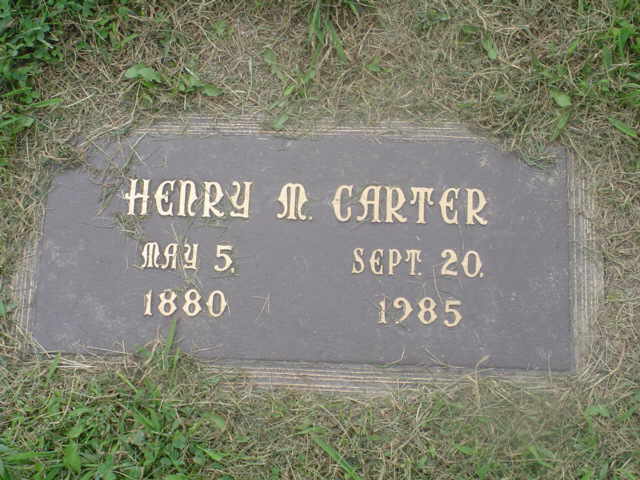 HENRY M. CARTER
MAY 5, SEPT. 20,
1880 1985